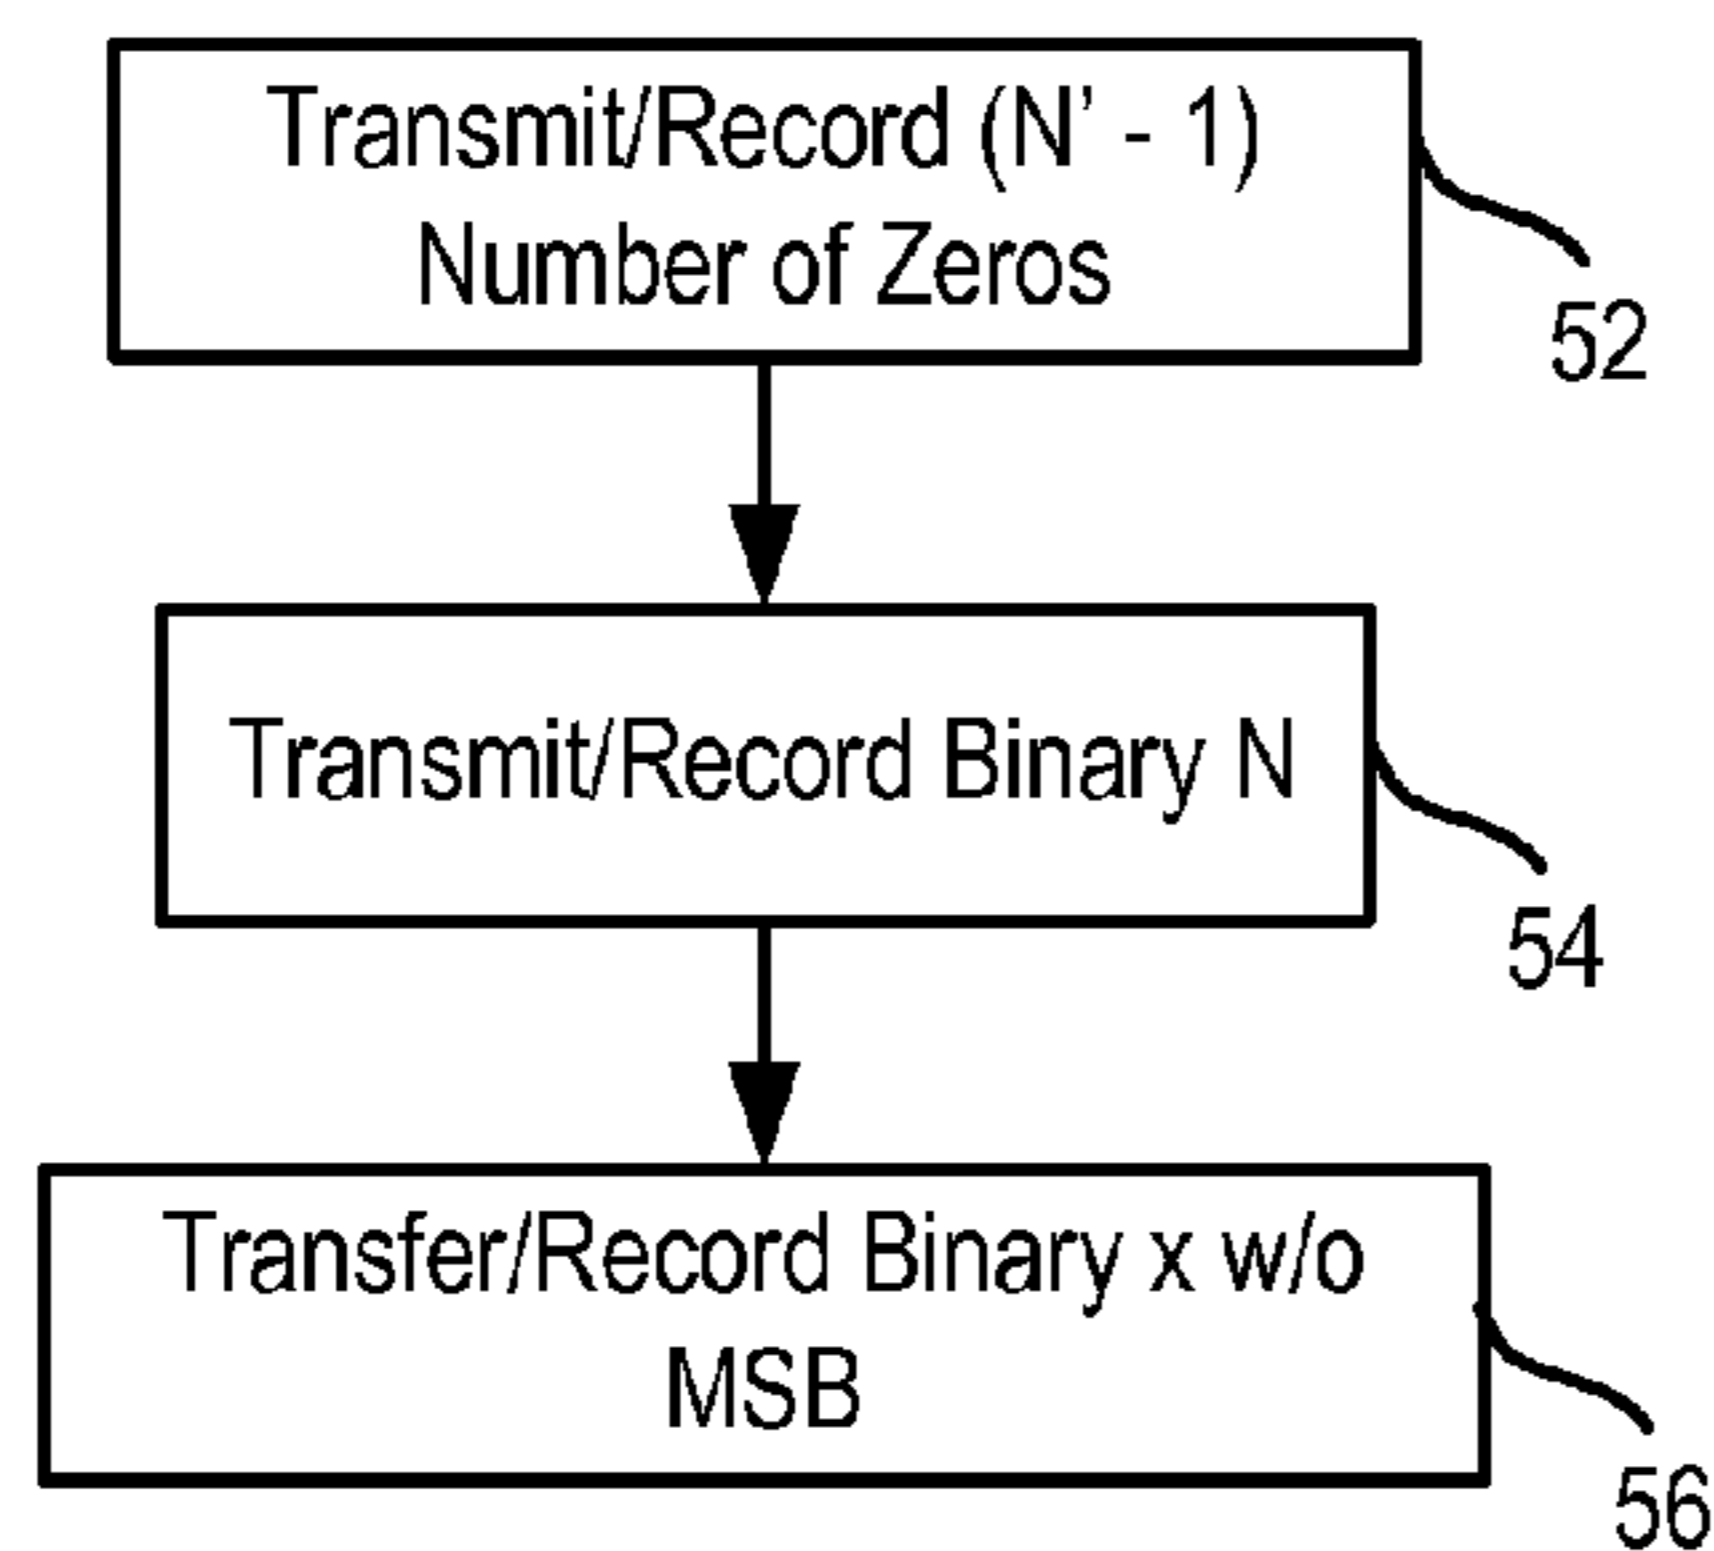 Transmit/Record (N' - 1)
Number of Zeros
52
Transmit/Record Binary N
54
Transfer/Record Binary x w/o
MSB
56